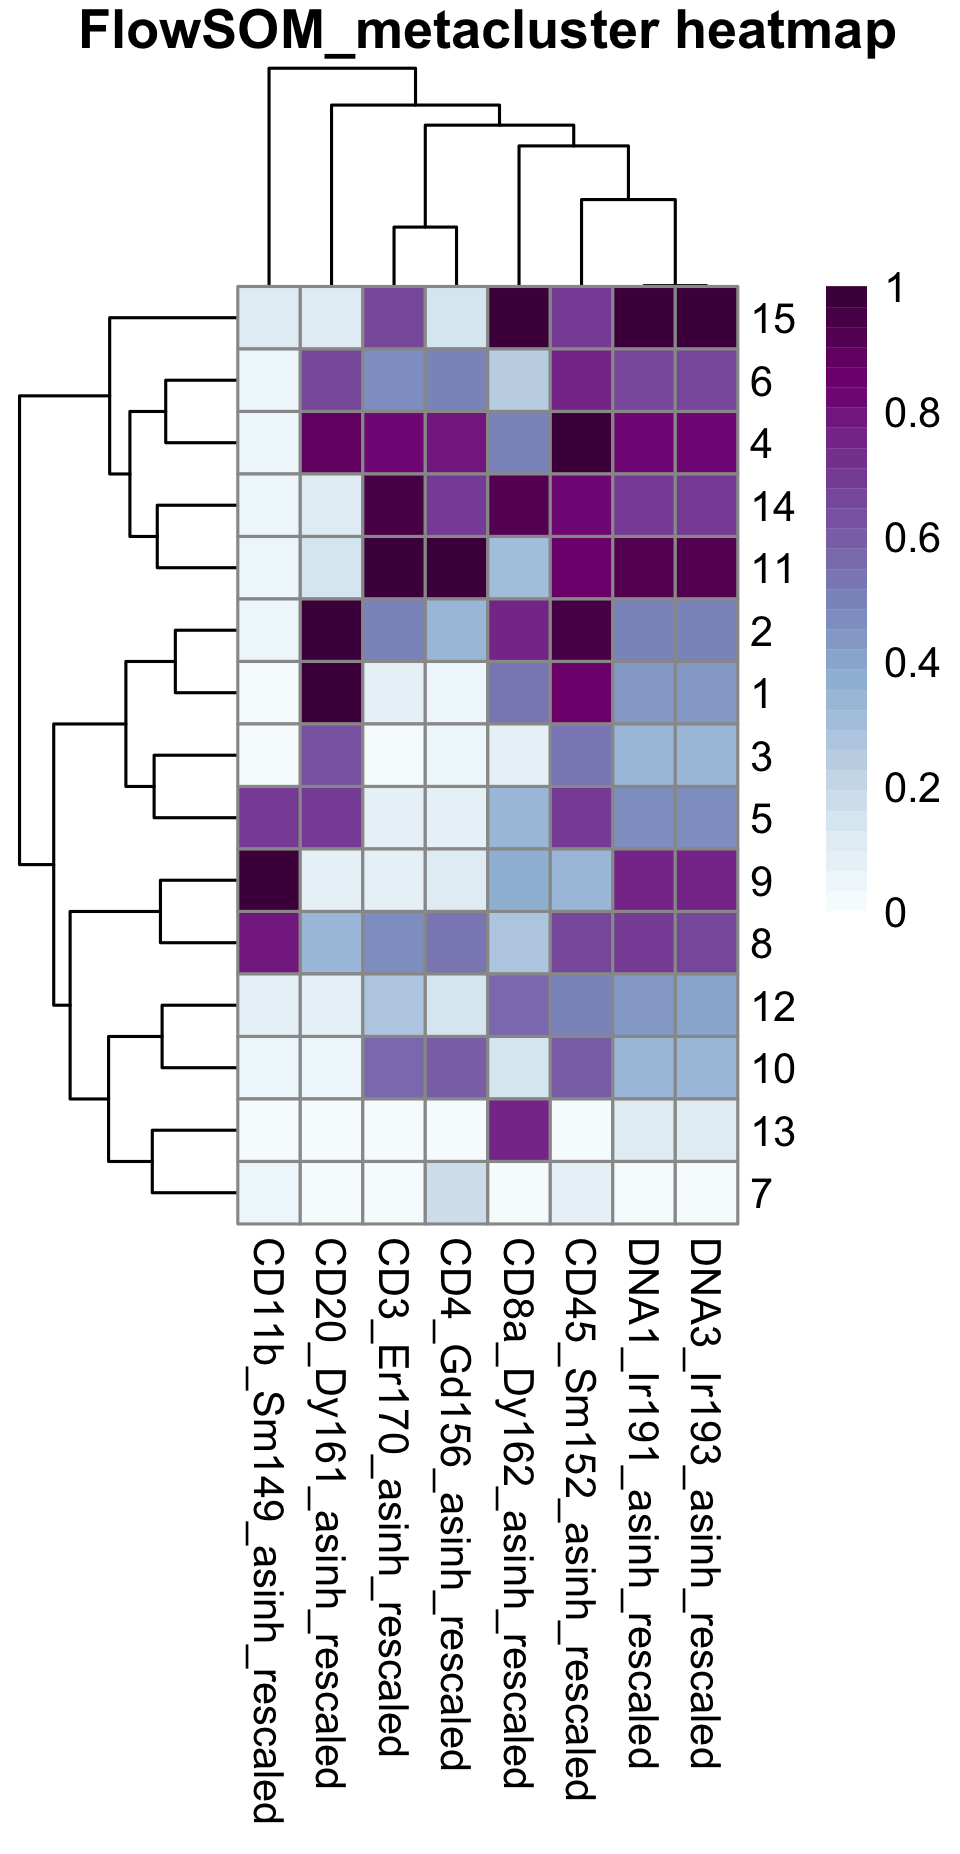 FlowSOM_metacluster heatmap
15
6
4
14
11
2
1
3
5
9
8
12
10
13
7
1
0.8
0.6
0.4
0.2
0
CD11b_Sm149_asinh_rescaled
CD20_Dy161_asinh_rescaled
CD3_Er170_asinh_rescaled
CD4_Gd156_asinh_rescaled
CD8a_Dy162_asinh_rescaled
CD45_Sm152_asinh_rescaled
DNA1_Ir191_asinh_rescaled
DNA3_Ir193_asinh_rescaled